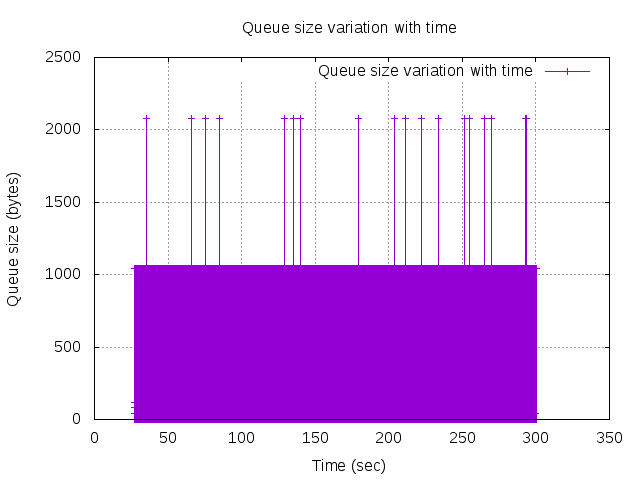 Queue size variation with time
Queue size variation with time
2500
2000
1500
1000
500
0
Queue size (bytes)
0 50 100 150 200 250 300 350
Time (sec)